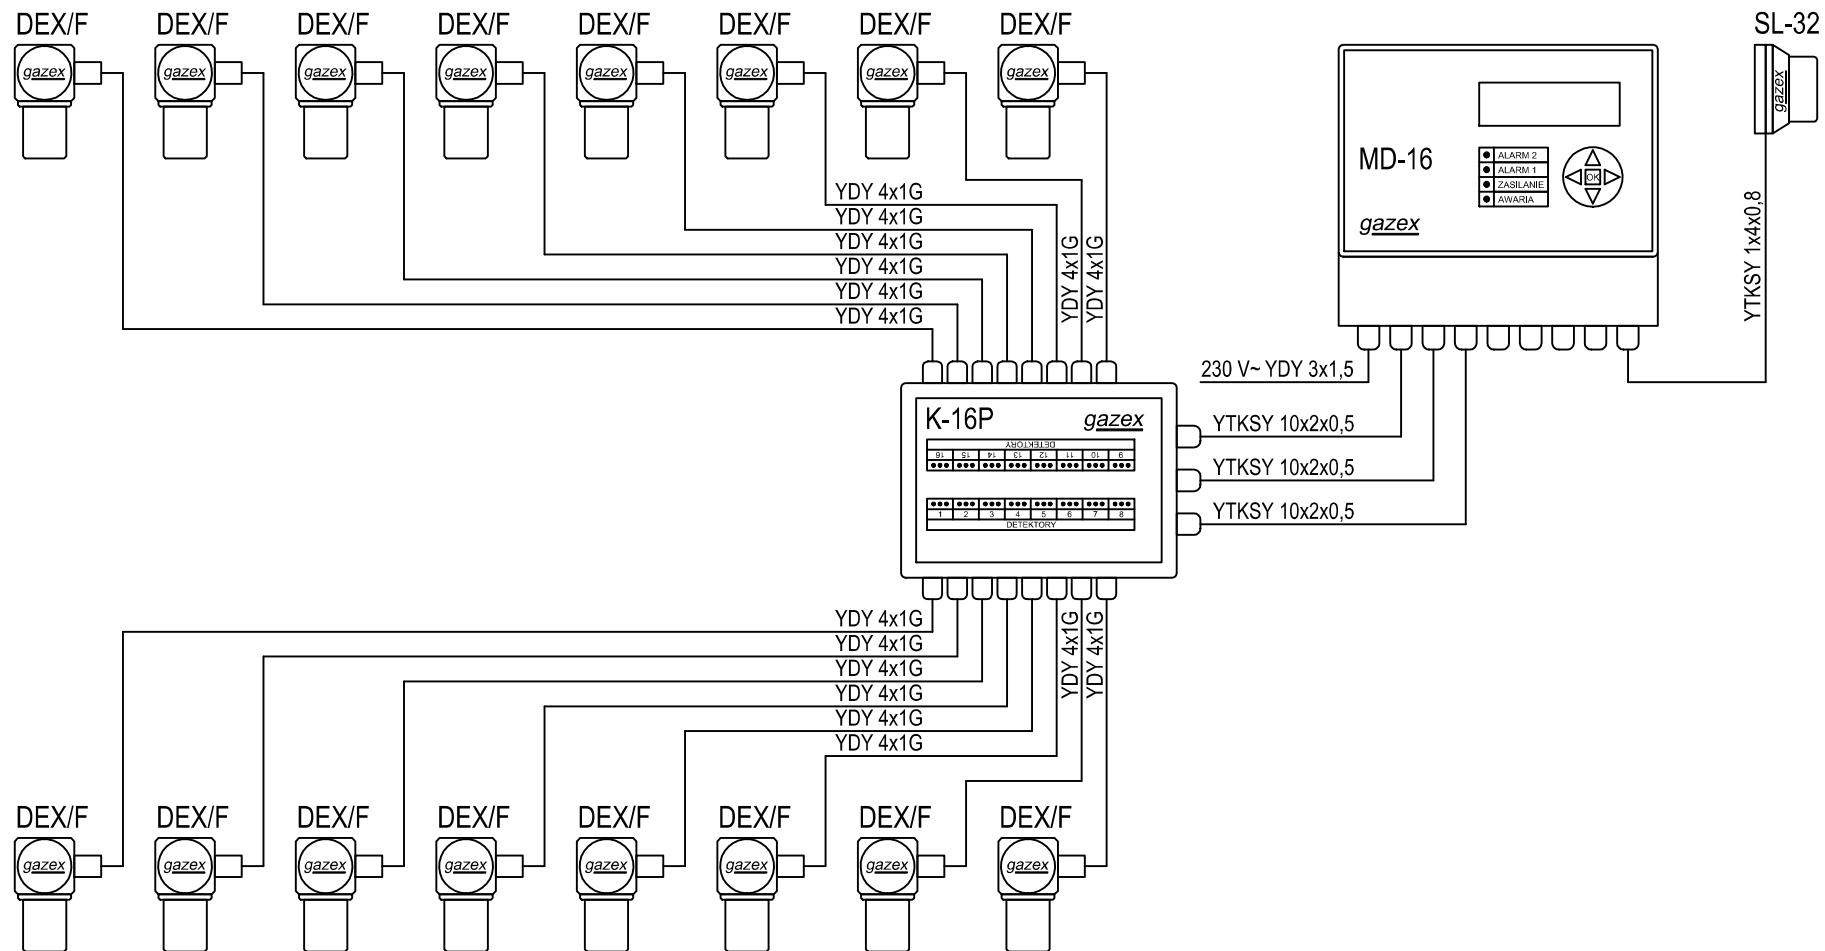 DEX/F DEX/F DEX/F DEX/F DEX/F DEX/F DEX/F DEX/F SL-32
gazex gazex gazex gazex gazex gazex gazex gazex gazex
MD-16
ALARM 2
ALARM 1
ZASILANIE
AWARIA
OK
gazex
YTKSY 1x4x0,8
YDY 4x1G
YDY 4x1G
YDY 4x1G
YDY 4x1G
YDY 4x1G
YDY 4x1G
YDY 4x1G
YDY 4x1G
230 V~ YDY 3x1,5
K-16P gazex
DETEKTORY
16 15 14 13 12 11 10 9
1 2 3 4 5 6 7 8
DETEKTORY
YTKSY 10x2x0,5
YTKSY 10x2x0,5
YTKSY 10x2x0,5
YDY 4x1G
YDY 4x1G
YDY 4x1G
YDY 4x1G
YDY 4x1G
YDY 4x1G
YDY 4x1G
YDY 4x1G
DEX/F DEX/F DEX/F DEX/F DEX/F DEX/F DEX/F DEX/F
gazex gazex gazex gazex gazex gazex gazex gazex